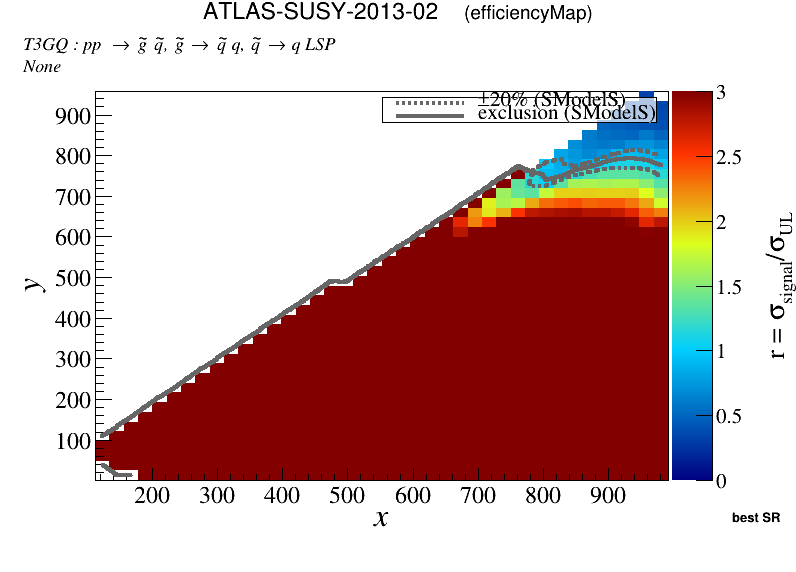 ATLAS-SUSY-2013-02 (efficiencyMap)
T3GQ : pp → g̃ q̃, g̃ → q̃ q, q̃ → q LSP
None
±20% (SModelS)
exclusion (SModelS)
900
800
700
600
500
400
300
200
100
y
200 300 400 500 600 700 800 900
x
3
2.5
2
1.5
1
0.5
0
r = σsignal/σUL
best SR